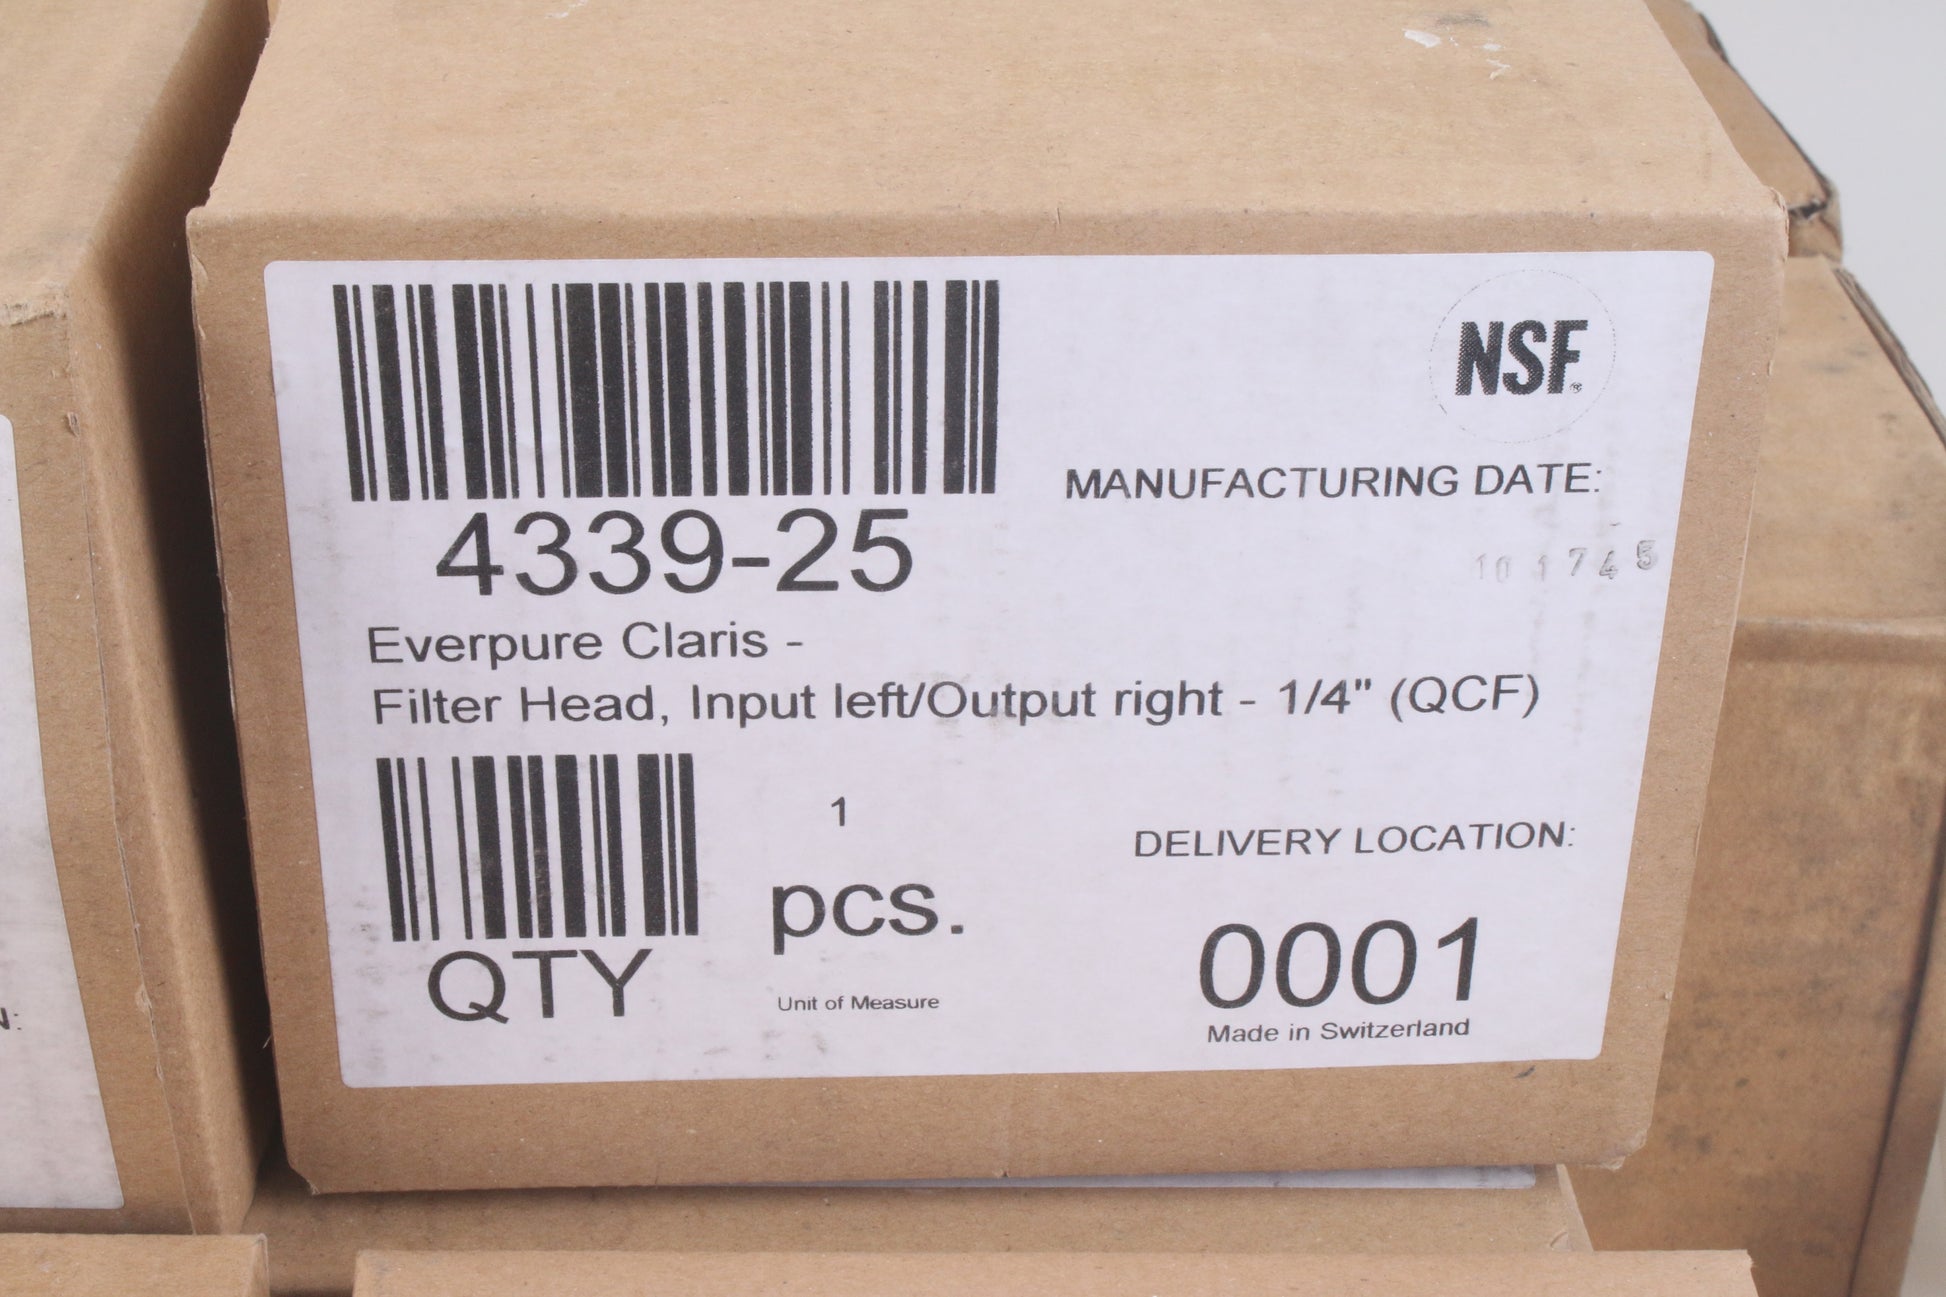 NSF
MANUFACTURING DATE:
101745
4339-25
Everpure Claris -
Filter Head, Input left/Output right - 1/4" (QCF)
1
pcs.
Unit of Measure
QTY
DELIVERY LOCATION:
0001
Made in Switzerland
N: